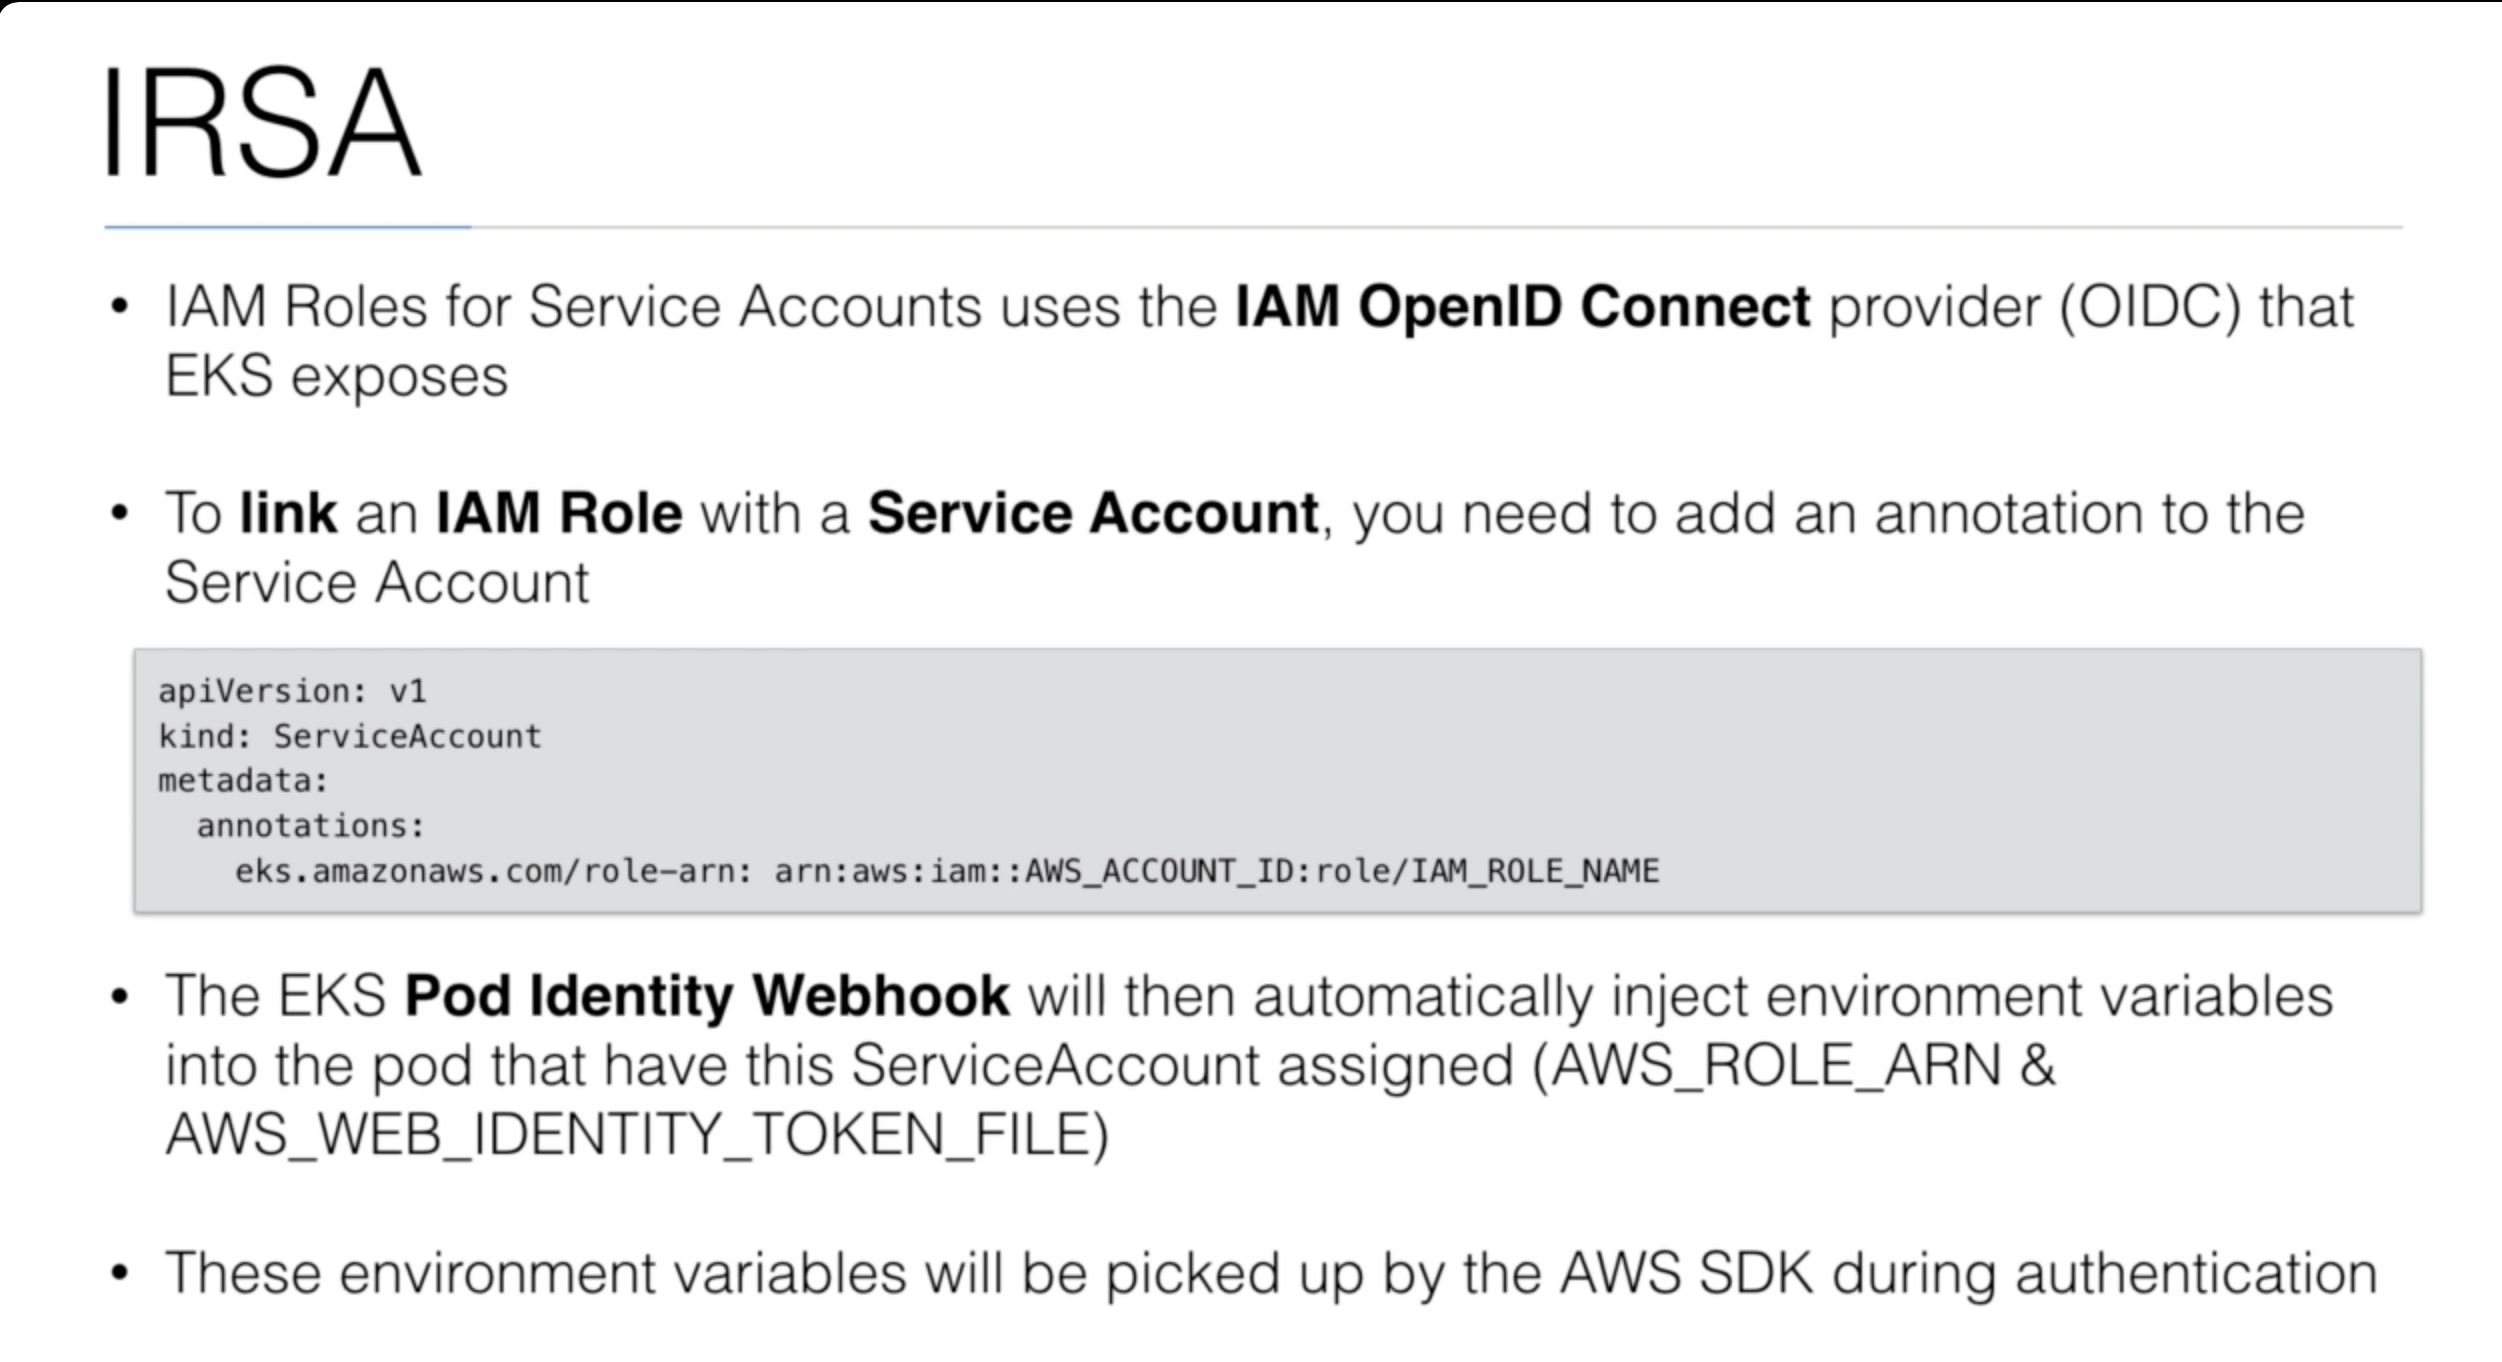 IRSA
• IAM Roles for Service Accounts uses the IAM OpenID Connect provider (OIDC) that
EKS exposes
• To link an IAM Role with a Service Account, you need to add an annotation to the
Service Account
apiVersion: v1
kind: ServiceAccount
metadata:
  annotations:
    eks.amazonaws.com/role-arn: arn:aws:iam::AWS_ACCOUNT_ID:role/IAM_ROLE_NAME
• The EKS Pod Identity Webhook will then automatically inject environment variables
into the pod that have this ServiceAccount assigned (AWS_ROLE_ARN &
AWS_WEB_IDENTITY_TOKEN_FILE)
• These environment variables will be picked up by the AWS SDK during authentication